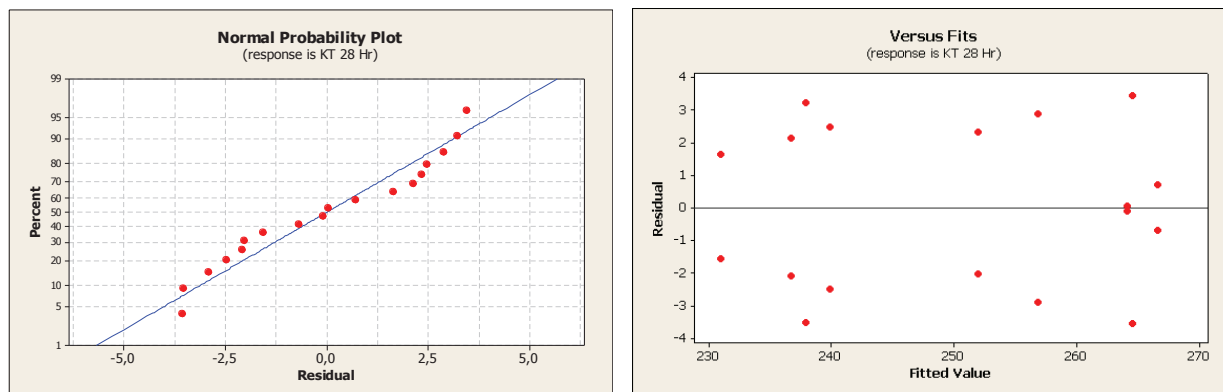 Normal Probability Plot
(response is KT 28 Hr)
99
95
90
80
70
60
50
40
30
20
10
5
1
Percent
-5,0 -2,5 0,0 2,5 5,0
Residual
Versus Fits
(response is KT 28 Hr)
4
3
2
1
0
-1
-2
-3
-4
Residual
230 240 250 260 270
Fitted Value